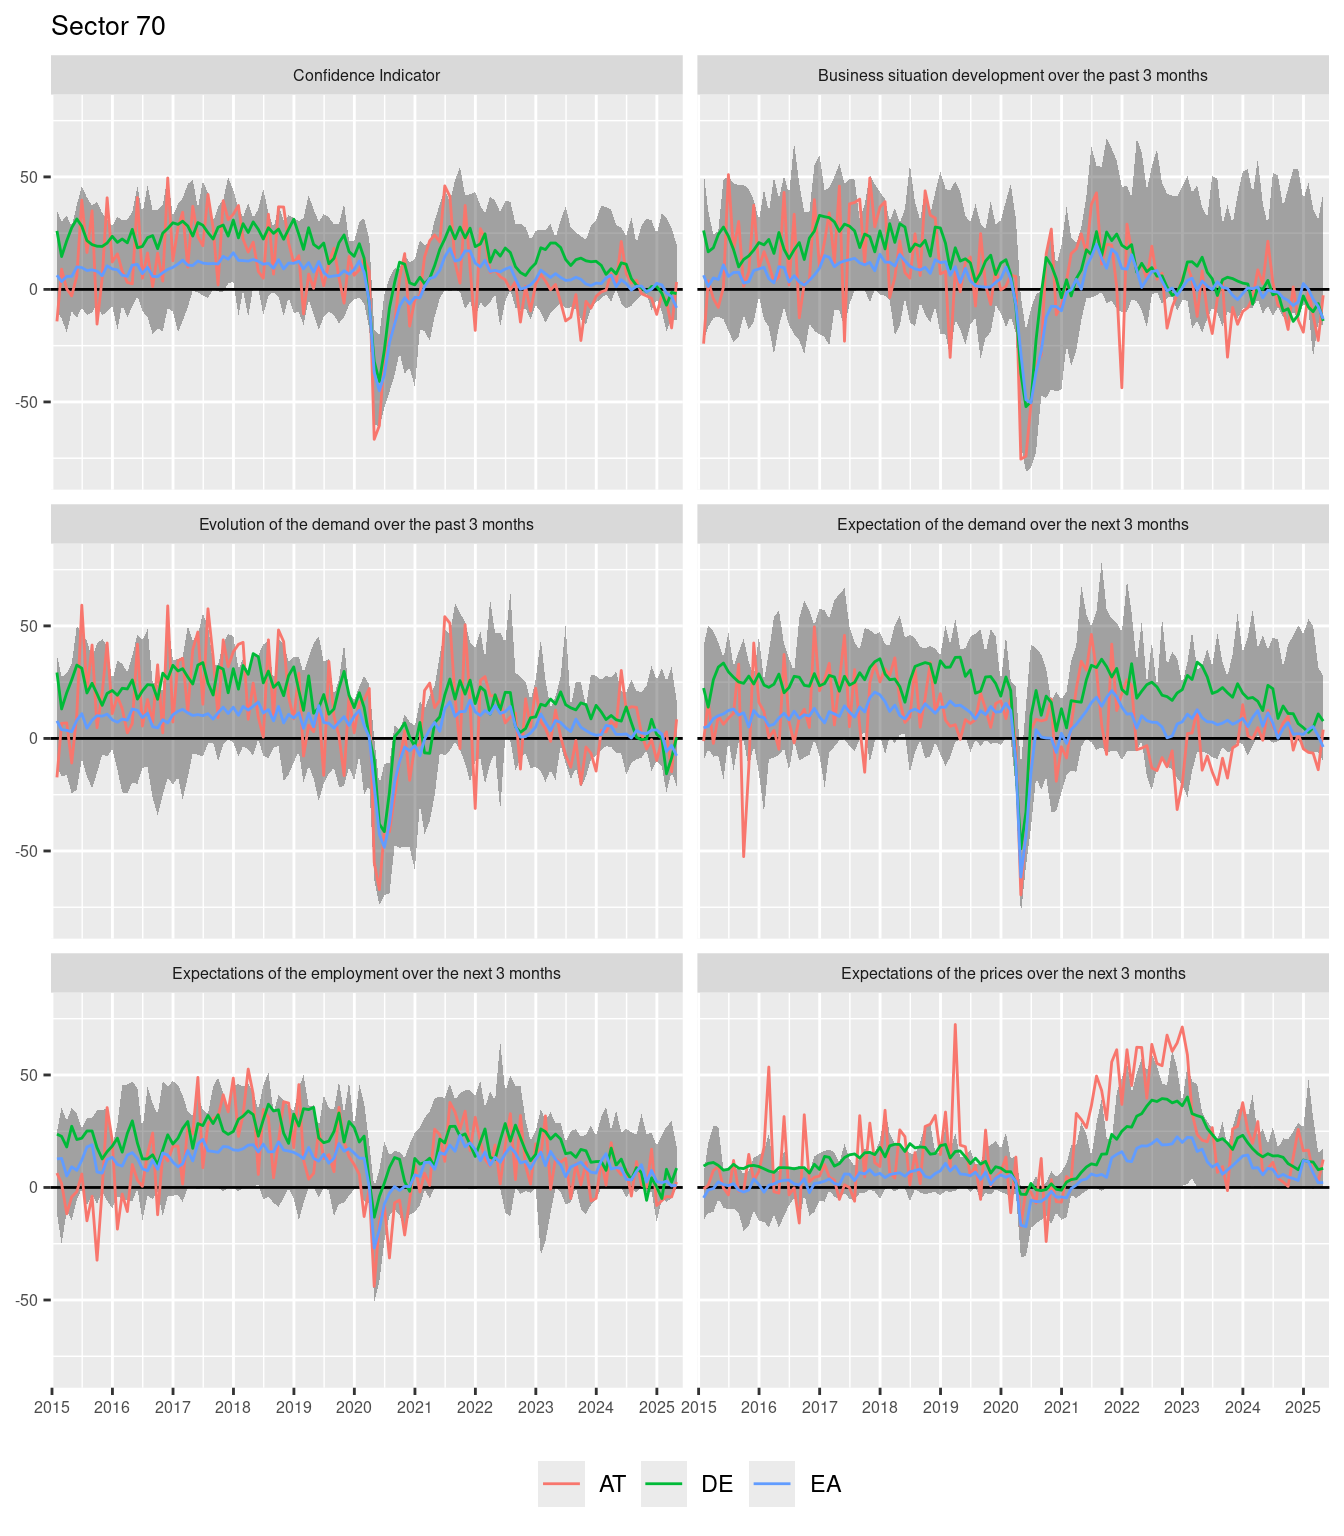 Sector 70
Confidence Indicator
Business situation development over the past 3 months
50
0
-50
Evolution of the demand over the past 3 months
Expectation of the demand over the next 3 months
50
0
-50
Expectations of the employment over the next 3 months
Expectations of the prices over the next 3 months
50
0
-50
2015 2016 2017 2018 2019 2020 2021 2022 2023 2024 2025 2015 2016 2017 2018 2019 2020 2021 2022 2023 2024 2025
AT DE EA